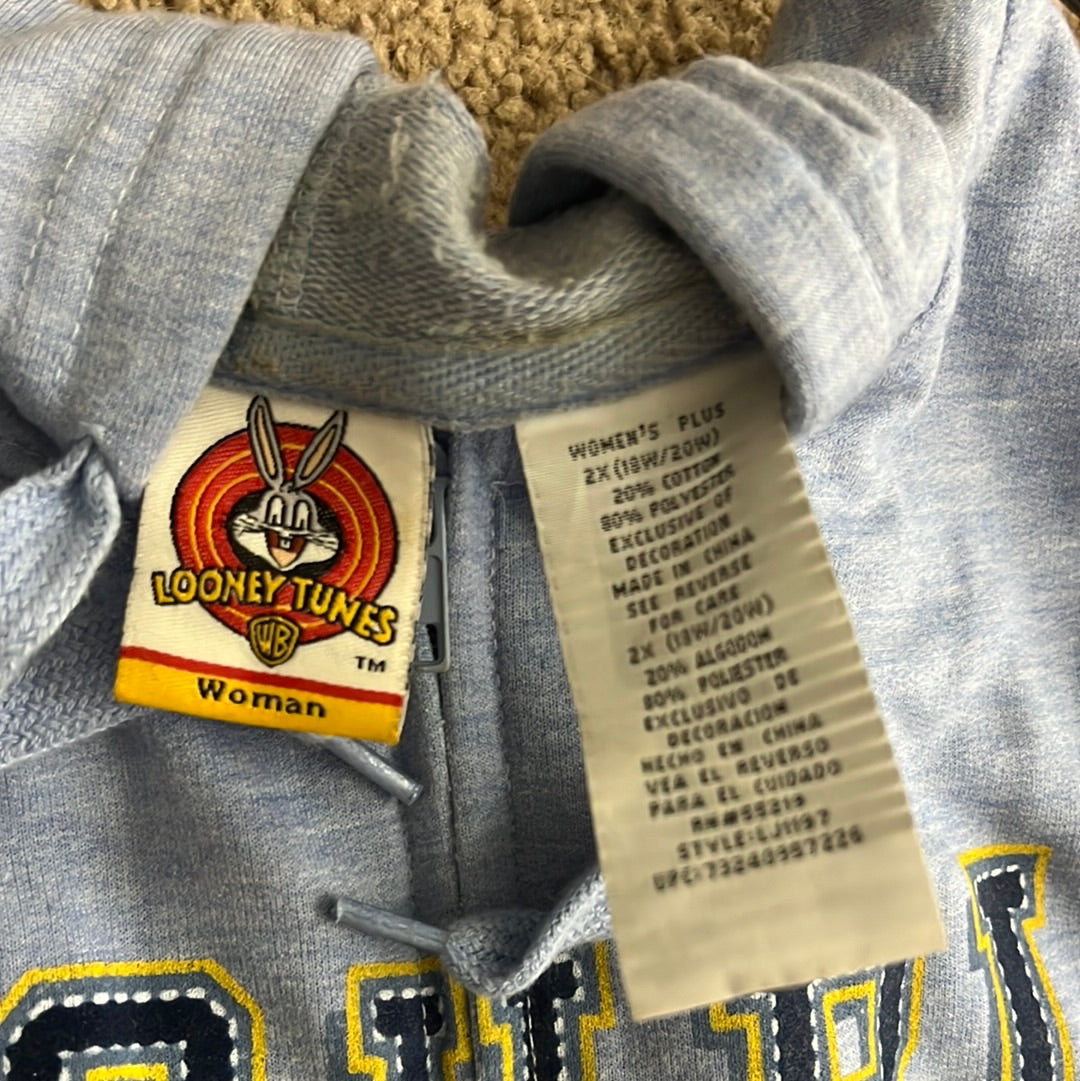 LOONEY TUNES
WB
TM
Woman
WOMEN'S PLUS
2X(18W/20W)
20% COTTON
80% POLYESTER
EXCLUSIVE OF
DECORATION
MADE IN CHINA
SEE REVERSE
FOR CARE
2X (18W/20W)
20% ALGODON
80% POLIESTER
EXCLUSIVO DE
DECORACION
HECHO EN CHINA
VEA EL REVERSO
PARA EL CUIDADO
STYLE:LJ1197